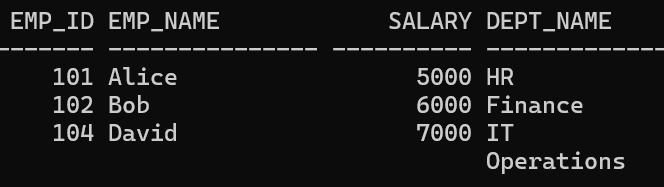 EMP_ID EMP_NAME SALARY DEPT_NAME
------- --------------- ---------- -------------
101 Alice 5000 HR
102 Bob 6000 Finance
104 David 7000 IT
Operations